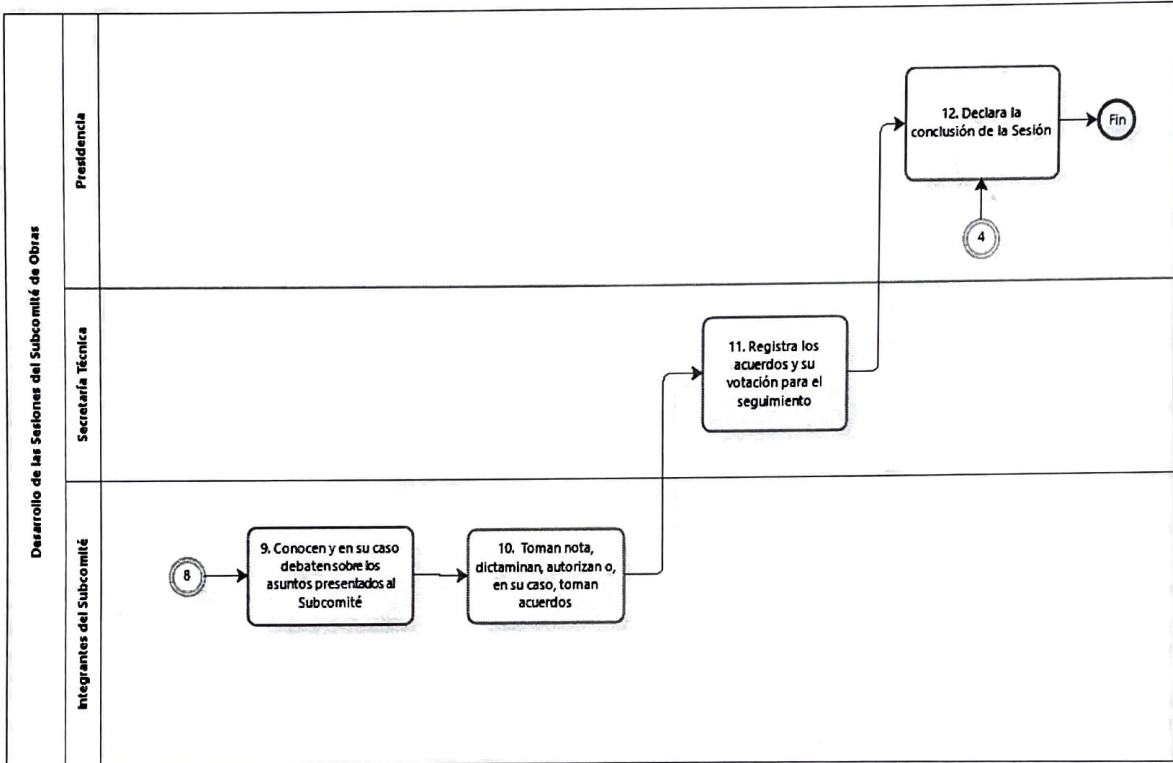 Desarrollo de las Sesiones del Subcomité de Obras
Presidencia
12. Declara la
conclusión de la Sesión
Fin
4
Secretaría Técnica
11. Registra los
acuerdos y su
votación para el
seguimiento
Integrantes del Subcomité
8
9. Conocen y en su caso
debaten sobre los
asuntos presentados al
Subcomité
10. Toman nota,
dictaminan, autorizan o,
en su caso, toman
acuerdos